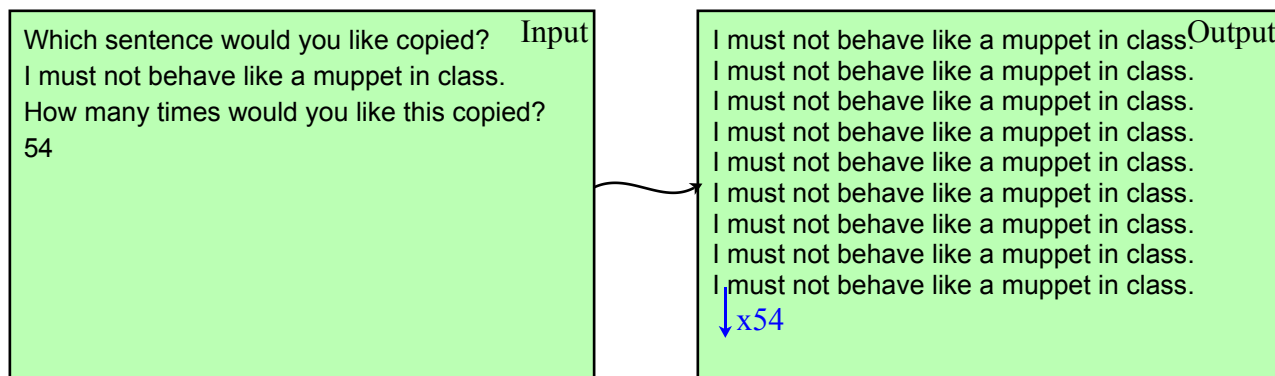 Input
Which sentence would you like copied?
I must not behave like a muppet in class.
How many times would you like this copied?
54
Output
I must not behave like a muppet in class.
I must not behave like a muppet in class.
I must not behave like a muppet in class.
I must not behave like a muppet in class.
I must not behave like a muppet in class.
I must not behave like a muppet in class.
I must not behave like a muppet in class.
I must not behave like a muppet in class.
I must not behave like a muppet in class.
x54